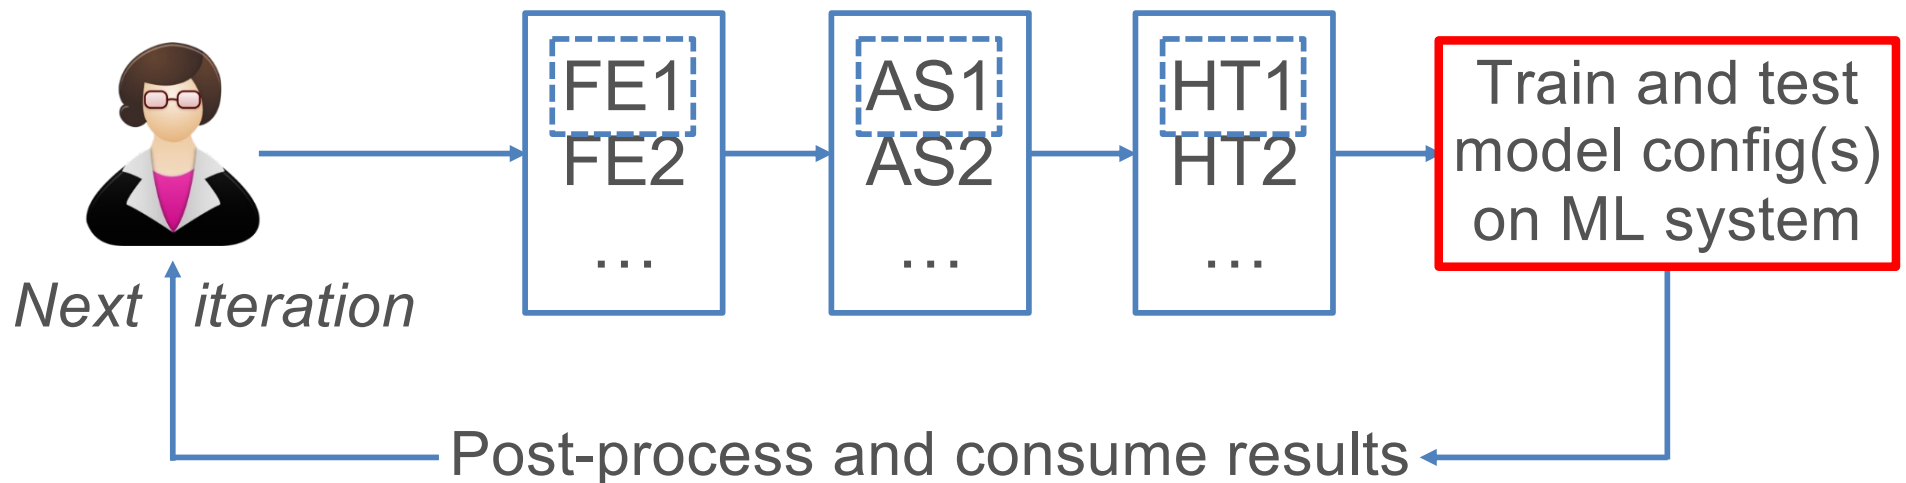 FE1
FE2
…
AS1
AS2
…
HT1
HT2
…
Train and test
model config(s)
on ML system
Next iteration
Post-process and consume results